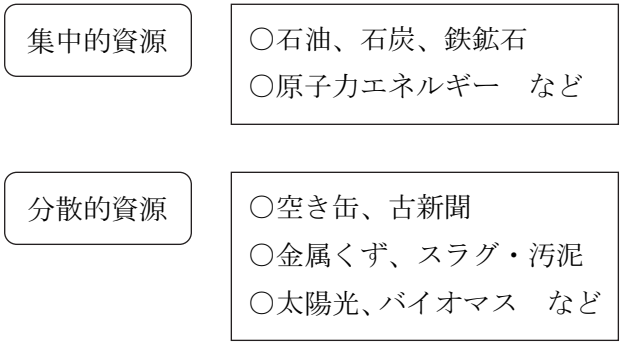 集中的資源
○石油、石炭、鉄鉱石
○原子力エネルギー　など
分散的資源
○空き缶、古新聞
○金属くず、スラグ・汚泥
○太陽光、バイオマス　など